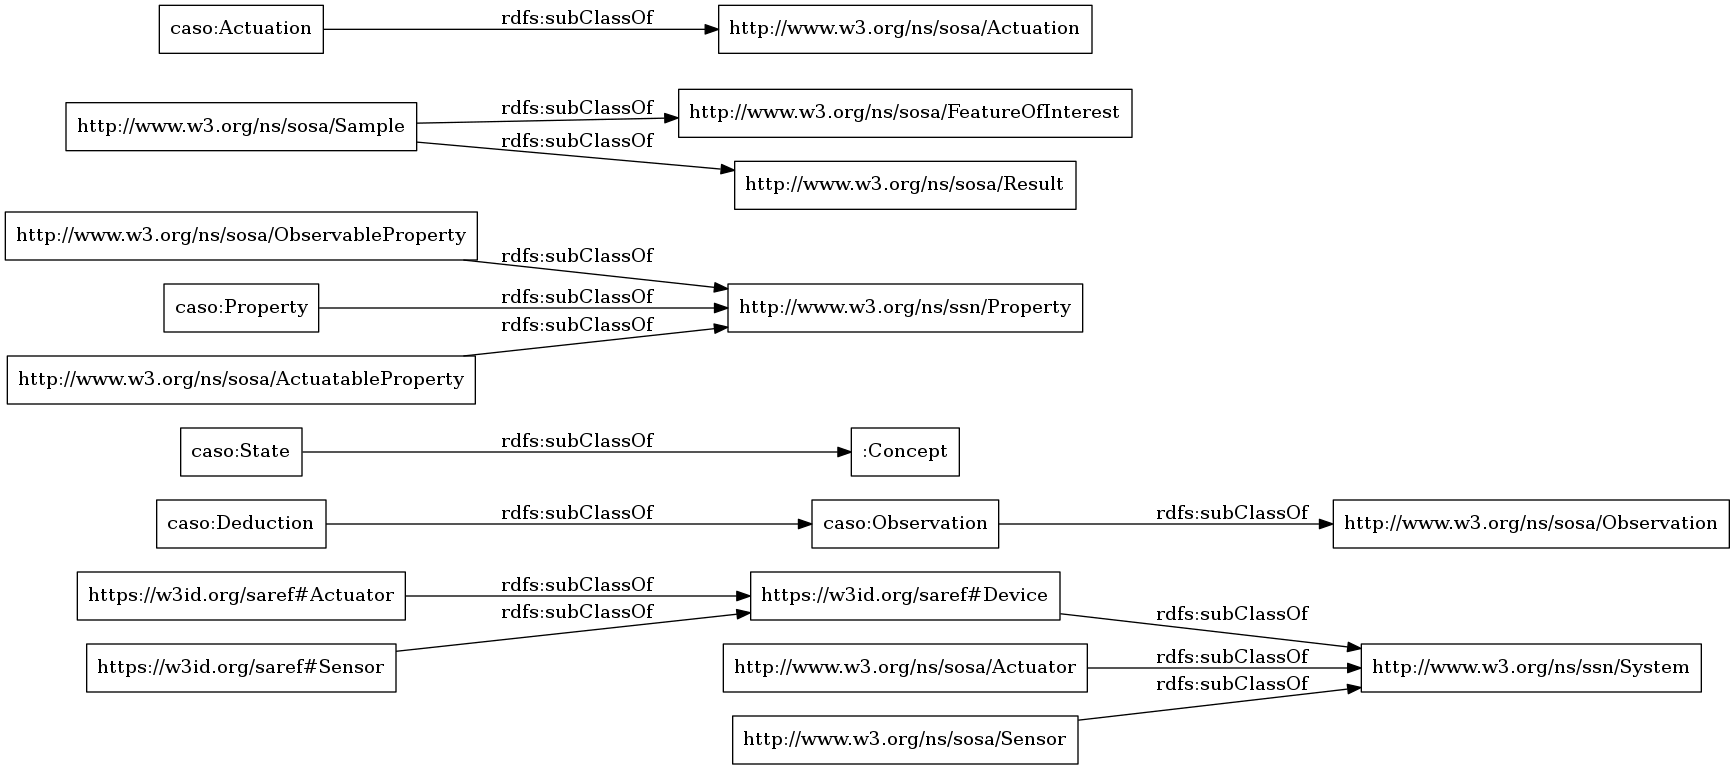 caso:Actuation
rdfs:subClassOf
http://www.w3.org/ns/sosa/Actuation
http://www.w3.org/ns/sosa/Sample
rdfs:subClassOf
http://www.w3.org/ns/sosa/FeatureOfInterest
rdfs:subClassOf
http://www.w3.org/ns/sosa/Result
http://www.w3.org/ns/sosa/ObservableProperty
rdfs:subClassOf
caso:Property
rdfs:subClassOf
http://www.w3.org/ns/ssn/Property
rdfs:subClassOf
http://www.w3.org/ns/sosa/ActuatableProperty
caso:State
rdfs:subClassOf
:Concept
caso:Deduction
rdfs:subClassOf
caso:Observation
rdfs:subClassOf
http://www.w3.org/ns/sosa/Observation
https://w3id.org/saref#Actuator
rdfs:subClassOf
https://w3id.org/saref#Device
rdfs:subClassOf
rdfs:subClassOf
https://w3id.org/saref#Sensor
http://www.w3.org/ns/sosa/Actuator
rdfs:subClassOf
http://www.w3.org/ns/ssn/System
rdfs:subClassOf
http://www.w3.org/ns/sosa/Sensor